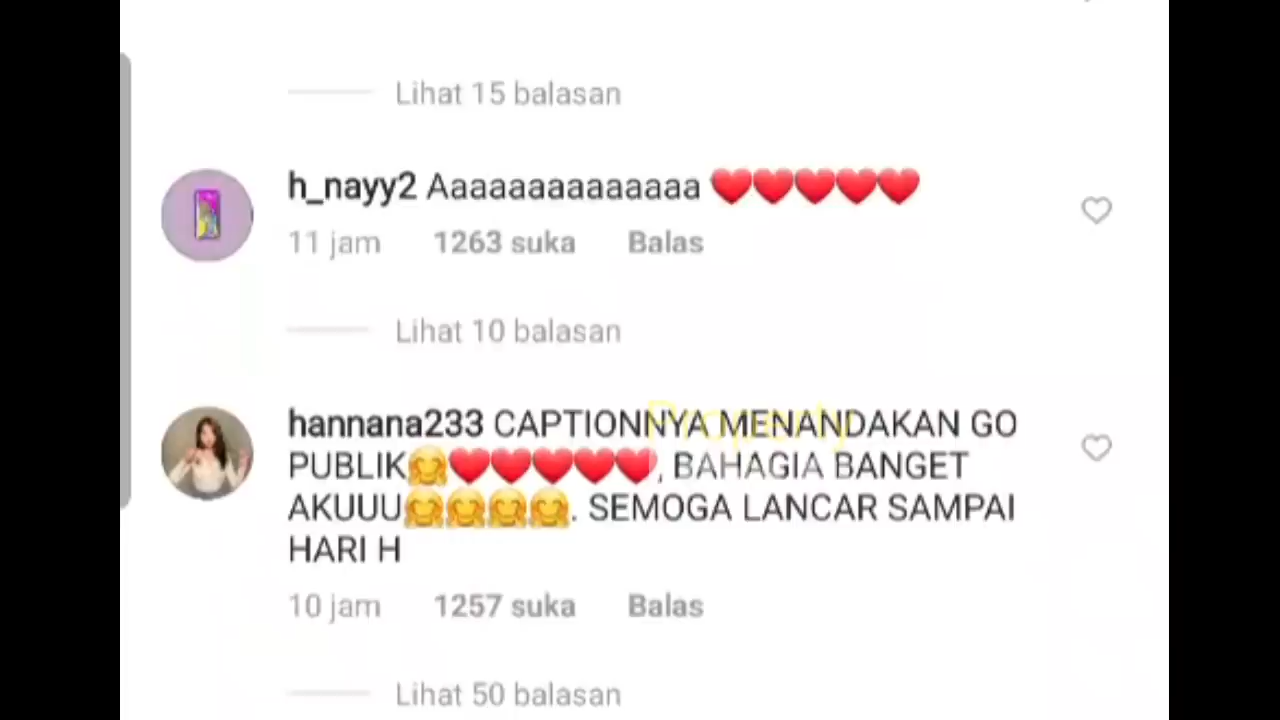 Lihat 15 balasan
h_nayy2 Aaaaaaaaaaaaaa ❤️❤️❤️❤️❤️
11 jam 1263 suka Balas
Lihat 10 balasan
hannana233 CAPTIONNYA MENANDAKAN GO
PUBLIK🤗❤️❤️❤️❤️❤️, BAHAGIA BANGET
AKUUU🤗🤗🤗🤗. SEMOGA LANCAR SAMPAI
HARI H
Property
10 jam 1257 suka Balas
Lihat 50 balasan